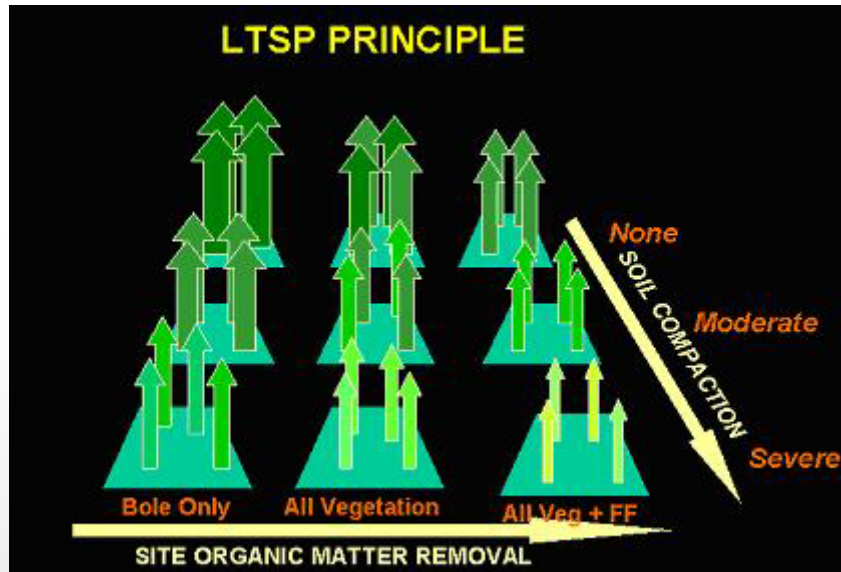 LTSP PRINCIPLE
None
SOIL COMPACTION
Moderate
Severe
Bole Only
All Vegetation
All Veg + FF
SITE ORGANIC MATTER REMOVAL